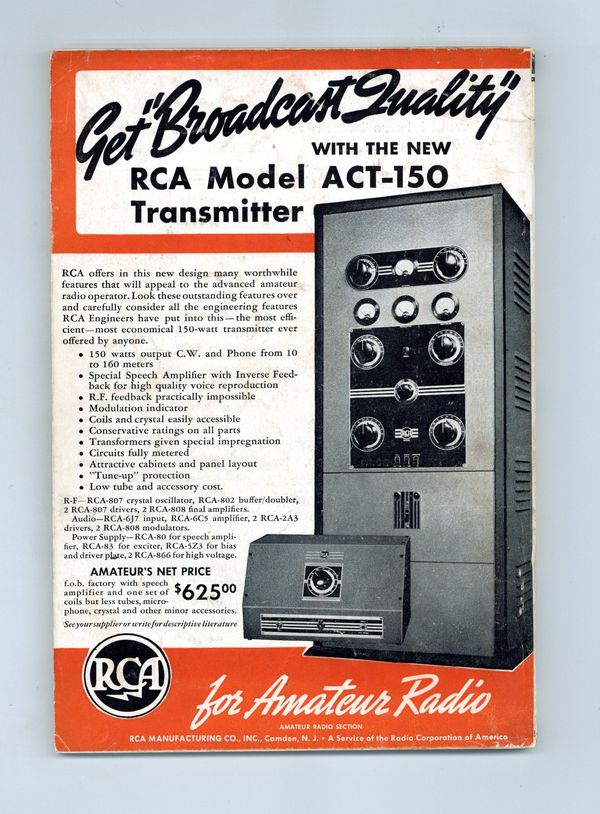 Get "Broadcast Quality"
WITH THE NEW
RCA Model ACT-150
Transmitter
RCA offers in this new design many worthwhile
features that will appeal to the advanced amateur
radio operator. Look these outstanding features over
and carefully consider all the engineering features
RCA Engineers have put into this—the most effi-
cient—most economical 150-watt transmitter ever
offered by anyone.
• 150 watts output C.W. and Phone from 10
to 160 meters
• Special Speech Amplifier with Inverse Feed-
back for high quality voice reproduction
• R.F. feedback practically impossible
• Modulation indicator
• Coils and crystal easily accessible
• Conservative ratings on all parts
• Transformers given special impregnation
• Circuits fully metered
• Attractive cabinets and panel layout
• "Tune-up" protection
• Low tube and accessory cost.
R-F—RCA-807 crystal oscillator, RCA-802 buffer/doubler,
2 RCA-807 drivers, 2 RCA-808 final amplifiers.
Audio—RCA-6J7 input, RCA-6C5 amplifier, 2 RCA-2A3
drivers, 2 RCA-808 modulators.
Power Supply—RCA-80 for speech ampli-
fier, RCA-83 for exciter, RCA-5Z3 for bias
and driver plate, 2 RCA-866 for high voltage.
AMATEUR'S NET PRICE
f.o.b. factory with speech
amplifier and one set of
coils but less tubes, micro-
phone, crystal and other minor accessories.
$62500
See your supplier or write for descriptive literature
RCA
for Amateur Radio
AMATEUR RADIO SECTION
RCA MANUFACTURING CO., INC., Camden, N. J. • A Service of the Radio Corporation of America